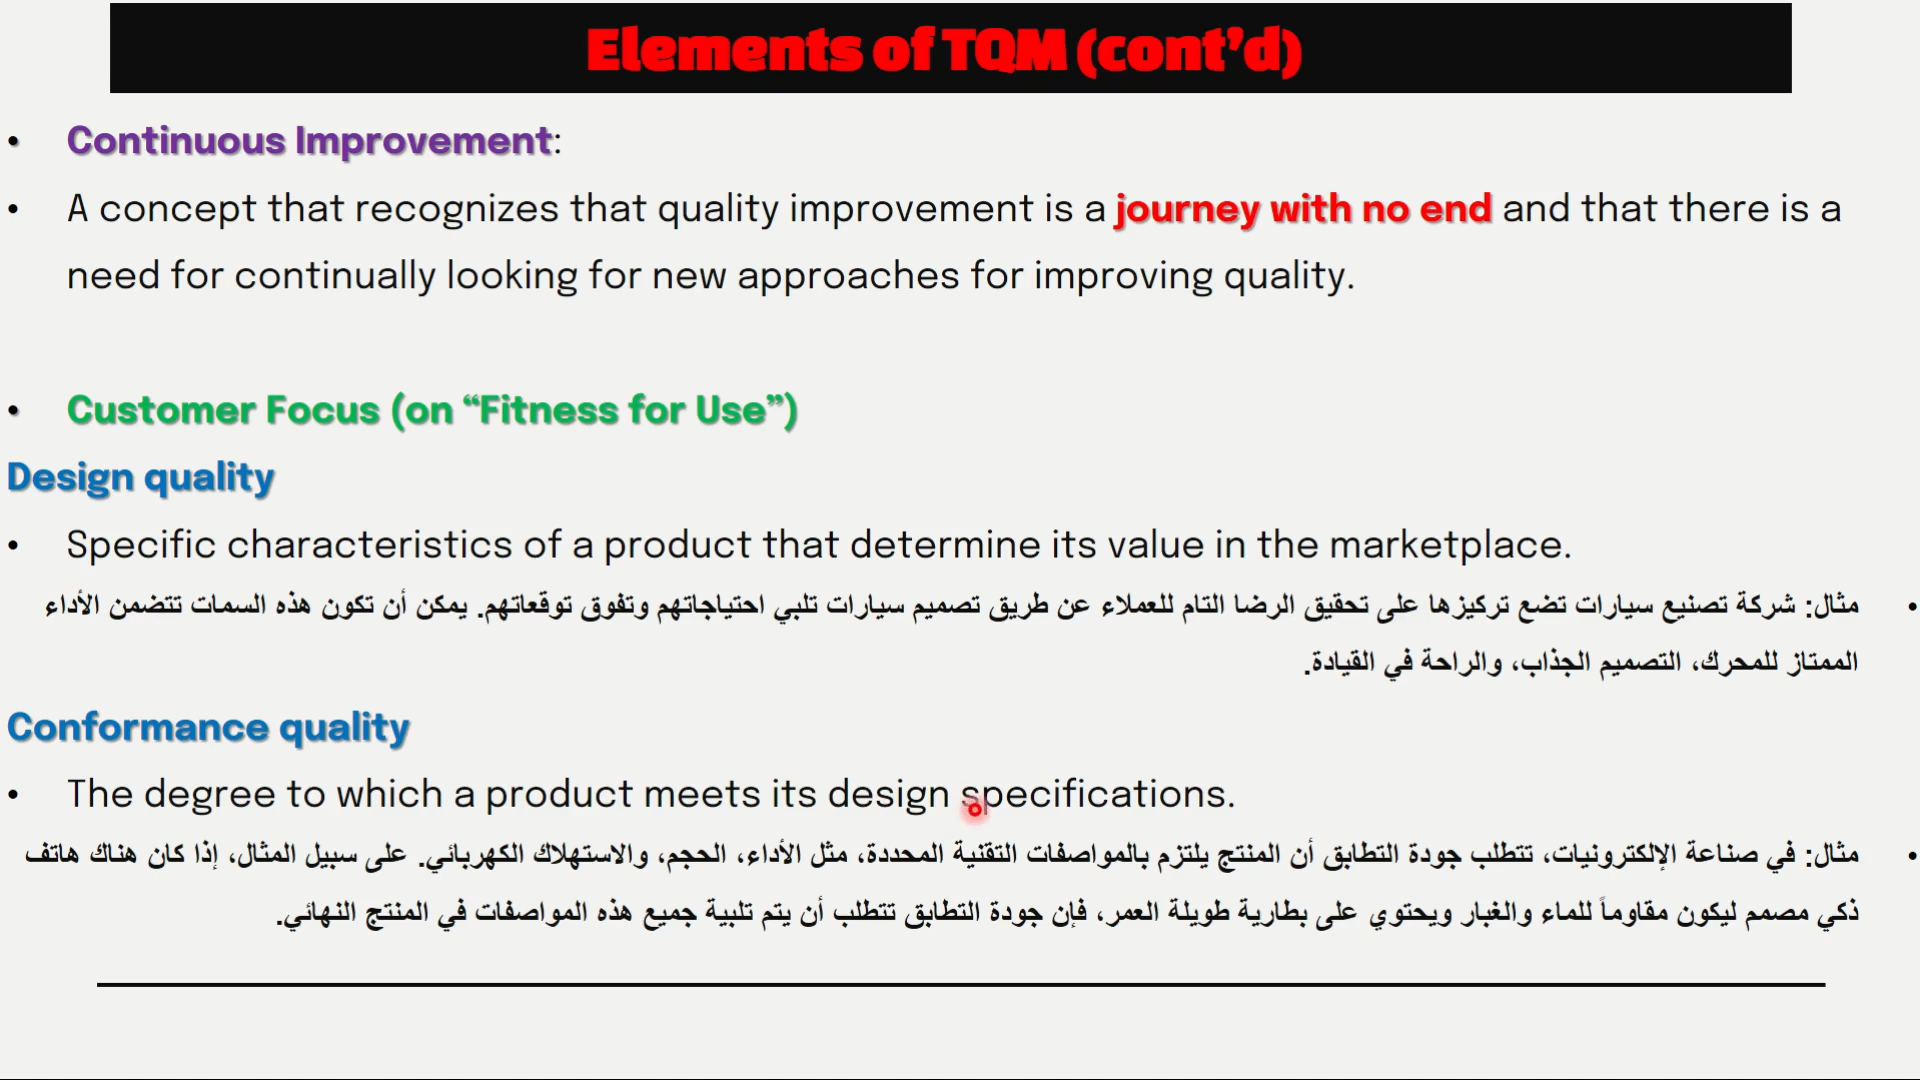 Elements of TQM (cont’d)
• Continuous Improvement:
• A concept that recognizes that quality improvement is a journey with no end and that there is a
need for continually looking for new approaches for improving quality.
• Customer Focus (on “Fitness for Use”)
Design quality
• Specific characteristics of a product that determine its value in the marketplace.
• مثال: شركة تصنيع سيارات تضع تركيزها على تحقيق الرضا التام للعملاء عن طريق تصميم سيارات تلبي احتياجاتهم وتفوق توقعاتهم. يمكن أن تكون هذه السمات تتضمن الأداء
الممتاز للمحرك، التصميم الجذاب، والراحة في القيادة.
Conformance quality
• The degree to which a product meets its design specifications.
• مثال: في صناعة الإلكترونيات، تتطلب جودة التطابق أن المنتج يلتزم بالمواصفات التقنية المحددة، مثل الأداء، الحجم، والاستهلاك الكهربائي. على سبيل المثال، إذا كان هناك هاتف
ذكي مصمم ليكون مقاوماً للماء والغبار ويحتوي على بطارية طويلة العمر، فإن جودة التطابق تتطلب أن يتم تلبية جميع هذه المواصفات في المنتج النهائي.